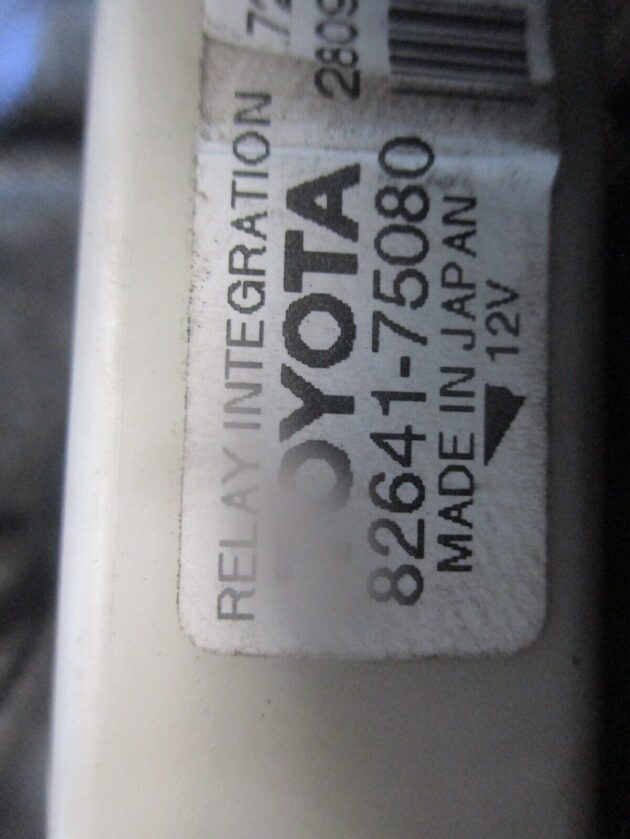 RELAY INTEGRATION
TOYOTA
82641-75080
MADE IN JAPAN
12V